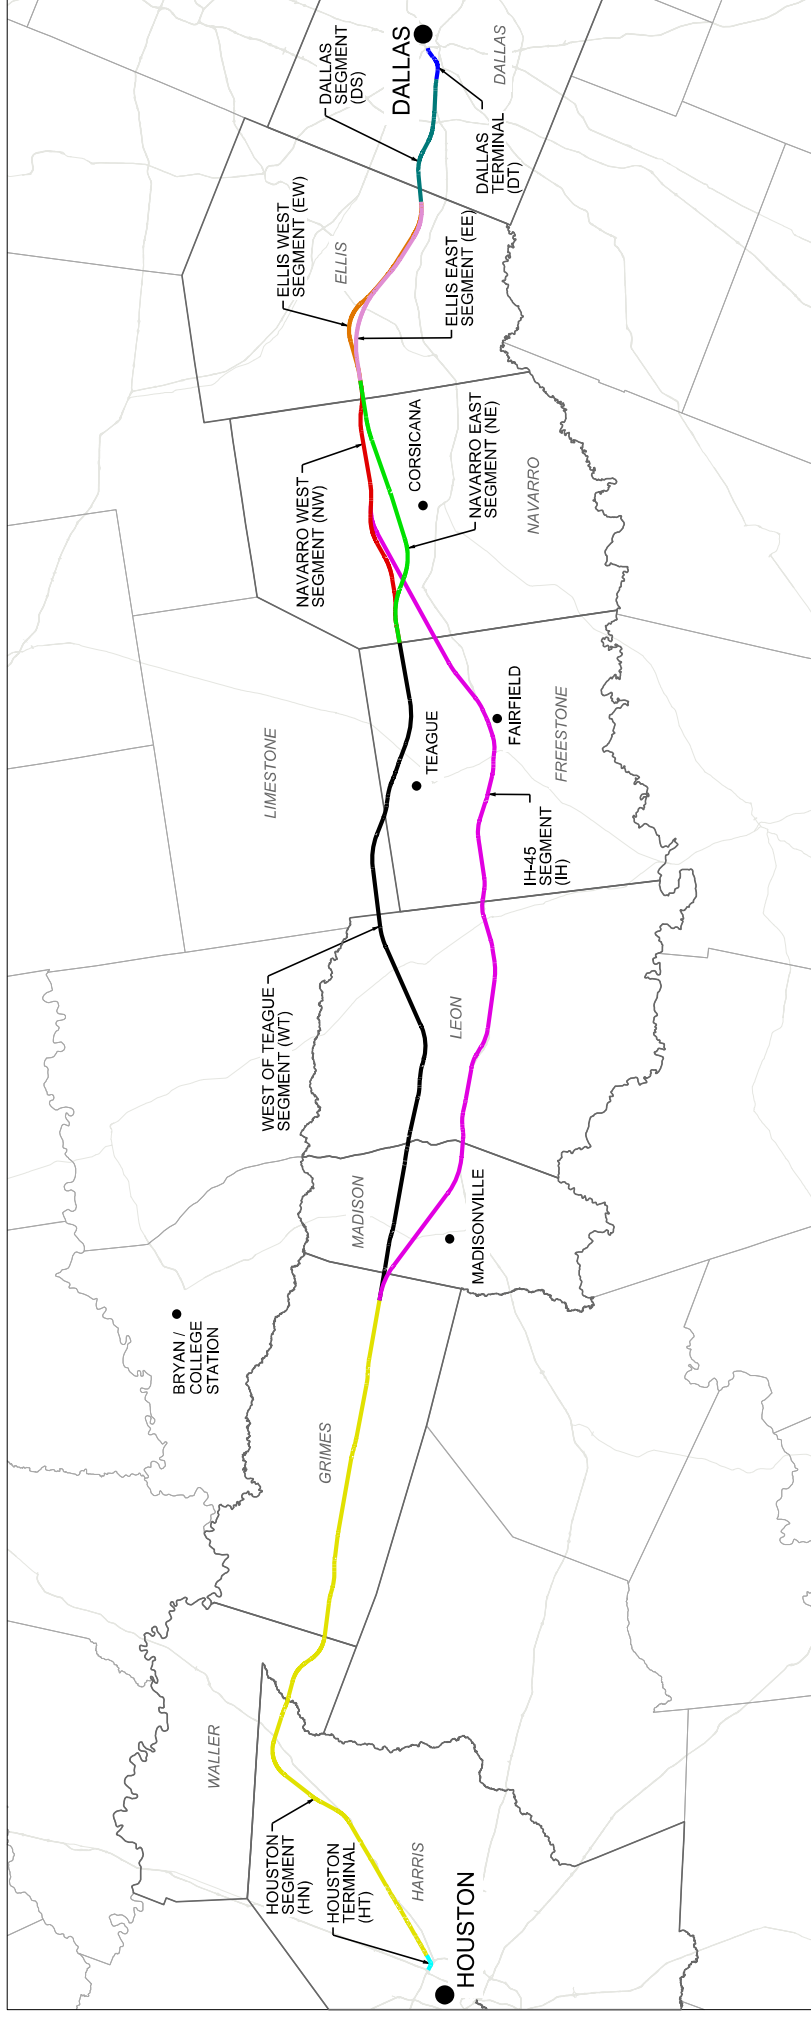 DALLAS
DALLAS
DALLAS
SEGMENT
(DS)
DALLAS
TERMINAL
(DT)
ELLIS WEST
SEGMENT (EW)
ELLIS
ELLIS EAST
SEGMENT (EE)
CORSICANA
NAVARRO WEST
SEGMENT (NW)
NAVARRO EAST
SEGMENT (NE)
NAVARRO
LIMESTONE
TEAGUE
FAIRFIELD
FREESTONE
IH-45
SEGMENT
(IH)
WEST OF TEAGUE
SEGMENT (WT)
LEON
MADISON
MADISONVILLE
BRYAN /
COLLEGE
STATION
GRIMES
WALLER
HOUSTON
SEGMENT
(HN)
HOUSTON
TERMINAL
(HT)
HARRIS
HOUSTON